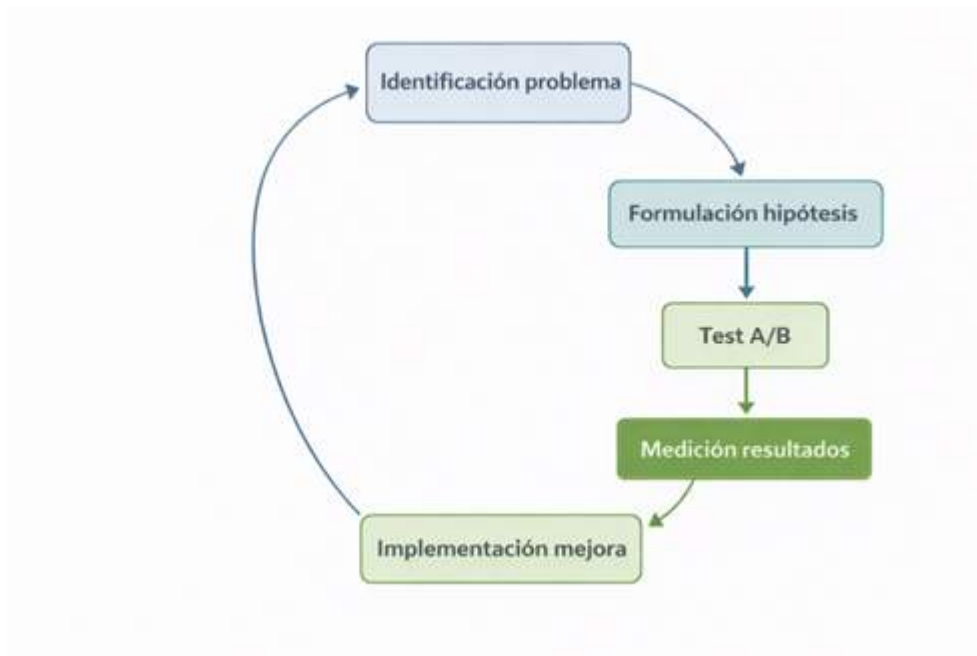 Identificación problema
Formulación hipótesis
Test A/B
Medición resultados
Implementación mejora